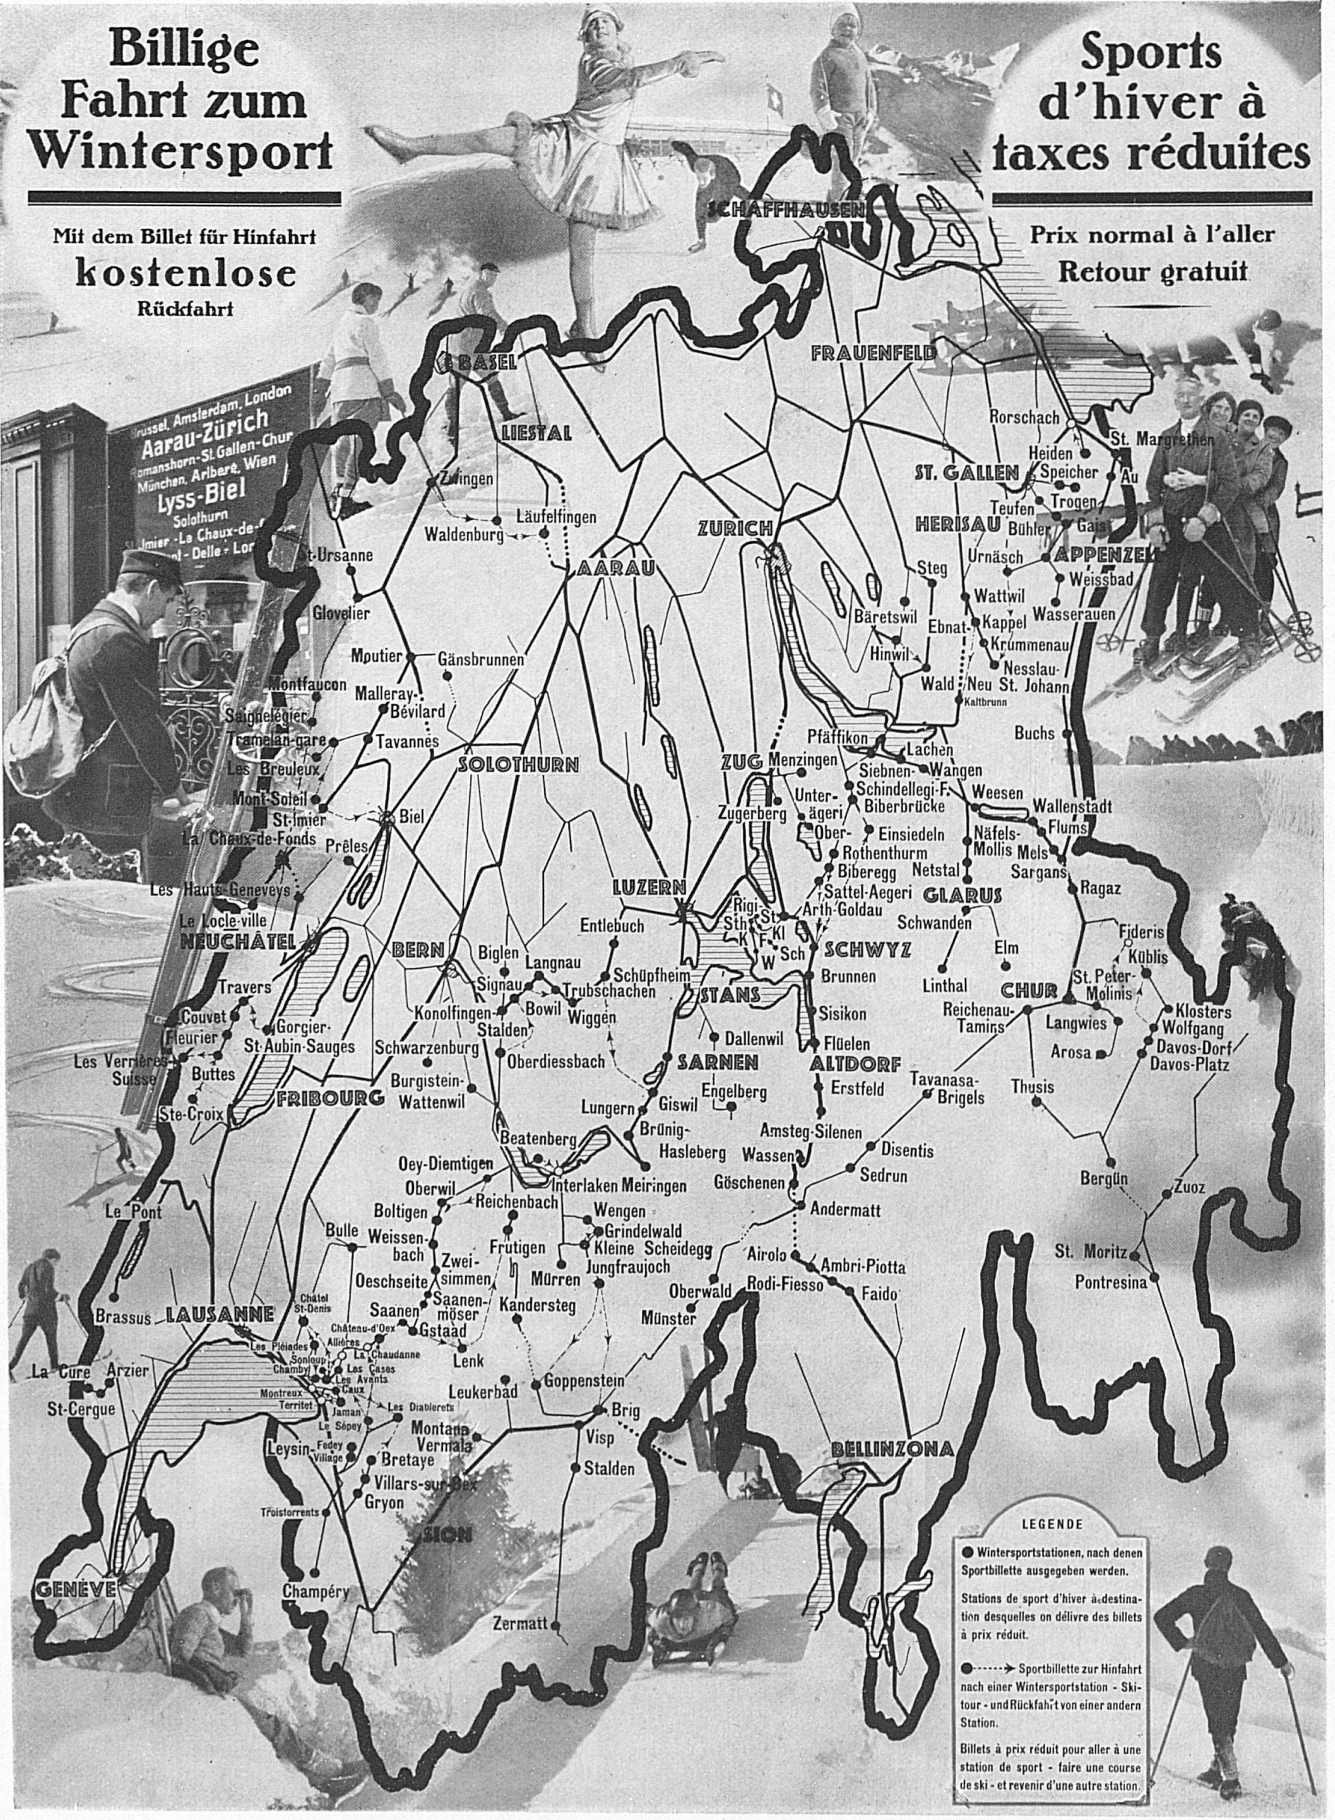 Billige
Fahrt zum
Wintersport
Mit dem Billet für Hinfahrt
kostenlose
Rückfahrt
Sports
d'hiver à
taxes réduites
Prix normal à l'aller
Retour gratuit
Brüssel, Amsterdam, London
Aarau-Zürich
Romanshorn-St. Gallen-Chur
München, Arlberg, Wien
Lyss-Biel
Solothurn
La Chaux-de-
Delle-
SCHAFFHAUSEN
FRAUENFELD
BASEL
LIESTAL
Zwingen
Waldenburg
Läufelfingen
Rorschach
St. Margrethen
Heiden
ST. GALLEN
Speicher
Au
Trogen
Teufen
HERISAU
Bühler
Gais
Urnäsch
APPENZELL
Weissbad
Wasserauen
ZURICH
AARAU
St-Ursanne
Glovelier
Steg
Wattwil
Bäretswil
Ebnat-Kappel
Krummenau
Hinwil
Nesslau-
Neu St. Johann
Wald
Kaltbrunn
Moutier
Gänsbrunnen
Montfaucon
Malleray-
Bévilard
Saignelégier
Tramelan-gare
Tavannes
Les Breuleux
SOLOTHURN
Mont-Soleil
St-Imier
Biel
La Chaux-de-Fonds
Prêles
Les Hauts-Geneveys
Le Locle-ville
NEUCHÂTEL
Buchs
Pfäffikon
Lachen
ZUG
Menzingen
Siebnen-
Wangen
Schindellegi-F.
Biberbrücke
Weesen
Wallenstadt
Zugerberg
Unter-
ägeri
Ober-
Einsiedeln
Näfels-
Mollis
Flums
Mels
Sargans
Rothenthurm
Biberegg
Netstal
Sattel-Aegeri
GLARUS
Ragaz
LUZERN
Rigi-
Sth
St
K
F
Kl
W
Sch
Arth-Goldau
Schwanden
SCHWYZ
Elm
Linthal
Fideris
Küblis
Entlebuch
BERN
Biglen
Langnau
Signau
Schüpfheim
Trubschachen
Konolfingen-
Stalden
Bowil
Wiggen
STANS
Brunnen
CHUR
St. Peter-
Molinis
Klosters
Wolfgang
Davos-Dorf
Davos-Platz
Reichenau-
Tamins
Langwies
Arosa
Sisikon
Flüelen
Dallenwil
SARNEN
ALTDORF
Travers
Couvet
Fleurier
Gorgier-
St-Aubin-Sauges
Les Verrières-
Suisse
Buttes
Ste-Croix
Schwarzenburg
Oberdiessbach
Burgistein-
Wattenwil
FRIBOURG
Engelberg
Erstfeld
Tavanasa-
Brigels
Thusis
Lungern
Giswil
Brünig-
Hasleberg
Amsteg-Silenen
Wassen
Disentis
Sedrun
Göschenen
Beatenberg
Oey-Diemtigen
Interlaken
Meiringen
Oberwil
Reichenbach
Boltigen
Weissen-
bach
Wengen
Grindelwald
Kleine Scheidegg
Jungfraujoch
Andermatt
Bergün
Zuoz
Le Pont
Bulle
Frutigen
Zwei-
simmen
Mürren
Oeschseite
Airolo
Ambri-Piotta
St. Moritz
Pontresina
Oberwald
Rodi-Fiesso
Faido
Münster
Brassus
LAUSANNE
Châtel
St-Denis
Saanen
Saanen-
möser
Kandersteg
Gstaad
Château-d'Oex
Les Pléiades
Allières
La Chaudanne
Lenk
Sonloup
Chamby
Les Cases
Les Avants
La Cure
Arzier
St-Cergue
Montreux
Caux
Territet
Jaman
Les Diablerets
Le Sépey
Leukerbad
Goppenstein
Brig
Visp
Leysin-
Fedey
Village
Montana
Vermala
Bretaye
Stalden
Villars-sur-Bex
Gryon
Troistorrents
SION
BELLINZONA
GENÈVE
Champéry
Zermatt
LEGENDE
Wintersportstationen, nach denen
Sportbillette ausgegeben werden.
Stations de sport d'hiver à destina-
tion desquelles on délivre des billets
à prix réduit.
Sportbillette zur Hinfahrt
nach einer Wintersportstation - Ski-
tour - und Rückfahrt von einer andern
Station.
Billets à prix réduit pour aller à une
station de sport - faire une course
de ski - et revenir d'une autre station.